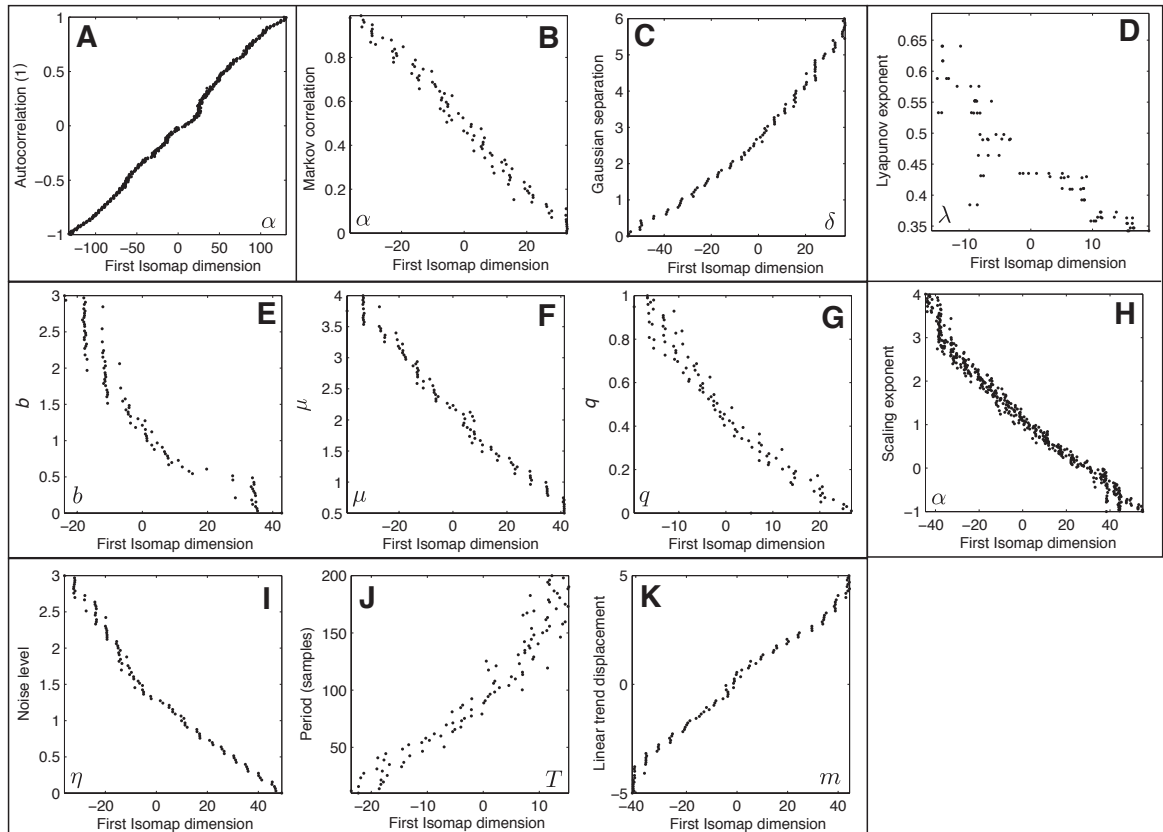 A
Autocorrelation (1)
1
0.5
0
−0.5
−1
−100 −50 0 50 100
First Isomap dimension
α
B
Markov correlation
0.8
0.6
0.4
0.2
0
−20 0 20
First Isomap dimension
α
C
Gaussian separation
6
5
4
3
2
1
0
−40 −20 0 20
First Isomap dimension
δ
D
Lyapunov exponent
0.65
0.6
0.55
0.5
0.45
0.4
0.35
−10 0 10
First Isomap dimension
λ
E
b
3
2.5
2
1.5
1
0.5
0
−20 0 20 40
First Isomap dimension
b
F
μ
4
3.5
3
2.5
2
1.5
1
0.5
−20 0 20 40
First Isomap dimension
μ
G
q
1
0.8
0.6
0.4
0.2
0
−10 0 10 20
First Isomap dimension
q
H
Scaling exponent
4
3
2
1
0
−1
−40 −20 0 20 40
First Isomap dimension
α
I
Noise level
3
2.5
2
1.5
1
0.5
0
−20 0 20 40
First Isomap dimension
η
J
Period (samples)
200
150
100
50
−20 −10 0 10
First Isomap dimension
T
K
Linear trend displacement
5
0
−5
−40 −20 0 20 40
First Isomap dimension
m